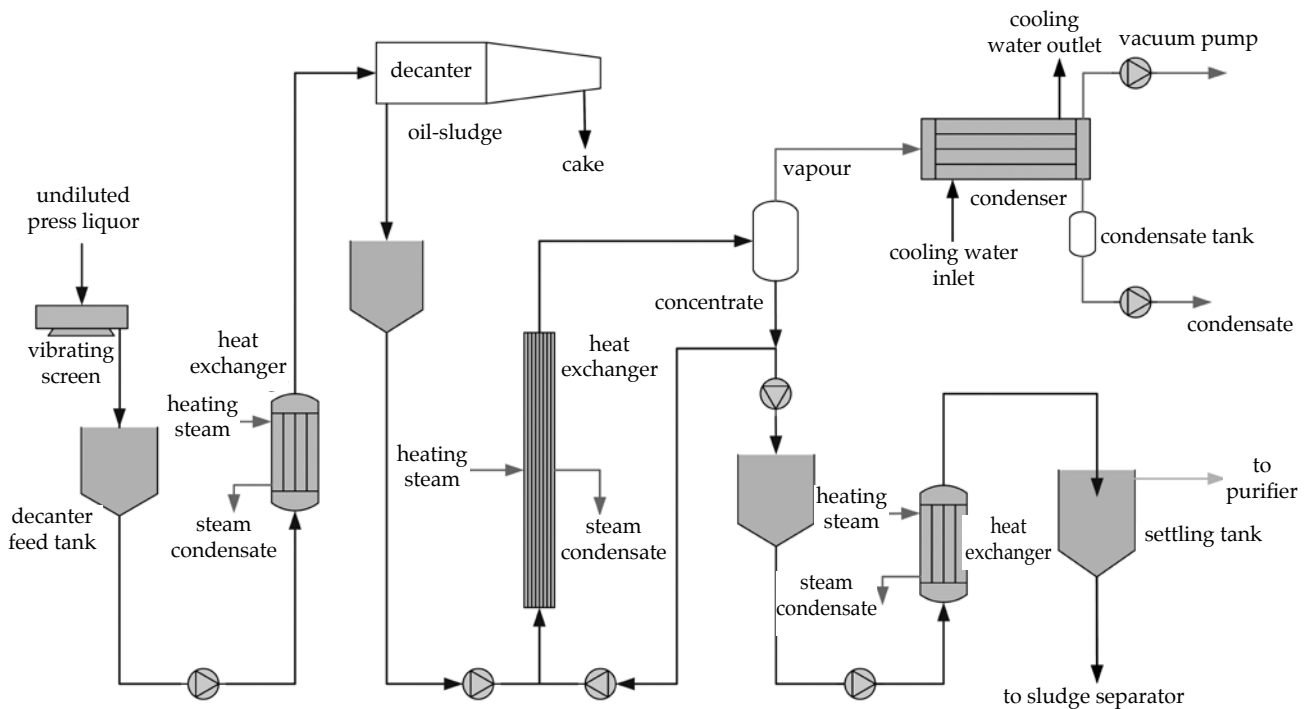 cooling
water outlet
vacuum pump
decanter
oil-sludge
cake
vapour
condenser
undiluted
press liquor
condensate tank
cooling water
inlet
concentrate
condensate
vibrating
screen
heat
exchanger
heat
exchanger
heating
steam
heating
steam
steam
condensate
decanter
feed tank
steam
condensate
heating
steam
heat
exchanger
steam
condensate
to
purifier
settling tank
to sludge separator